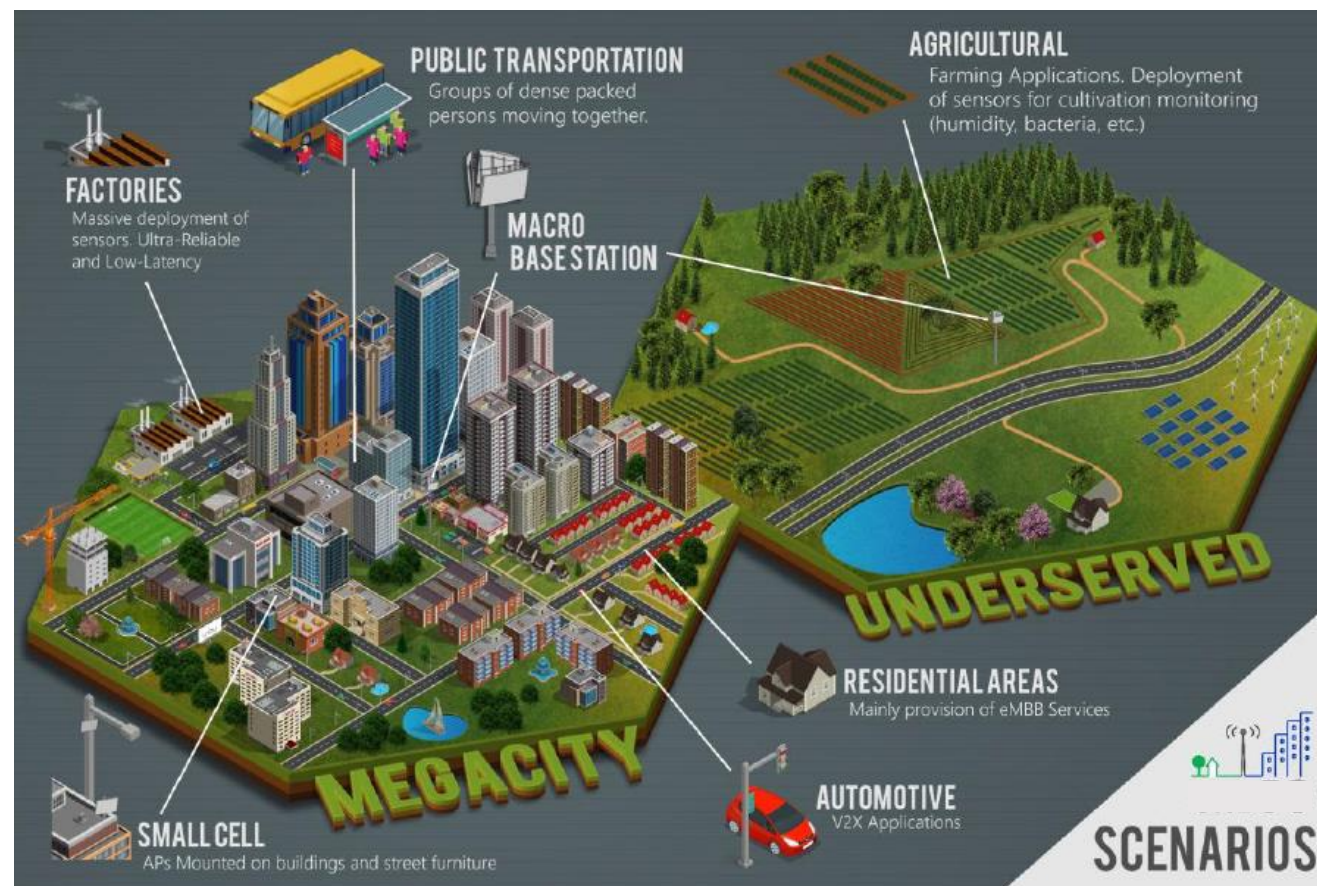 PUBLIC TRANSPORTATION
Groups of dense packed
persons moving together.
AGRICULTURAL
Farming Applications. Deployment
of sensors for cultivation monitoring
(humidity, bacteria, etc.)
FACTORIES
Massive deployment of
sensors. Ultra-Reliable
and Low-Latency
MACRO
BASE STATION
UNDERSERVED
MEGACITY
RESIDENTIAL AREAS
Mainly provision of eMBB Services
AUTOMOTIVE
V2X Applications
SMALL CELL
APs Mounted on buildings and street furniture
SCENARIOS